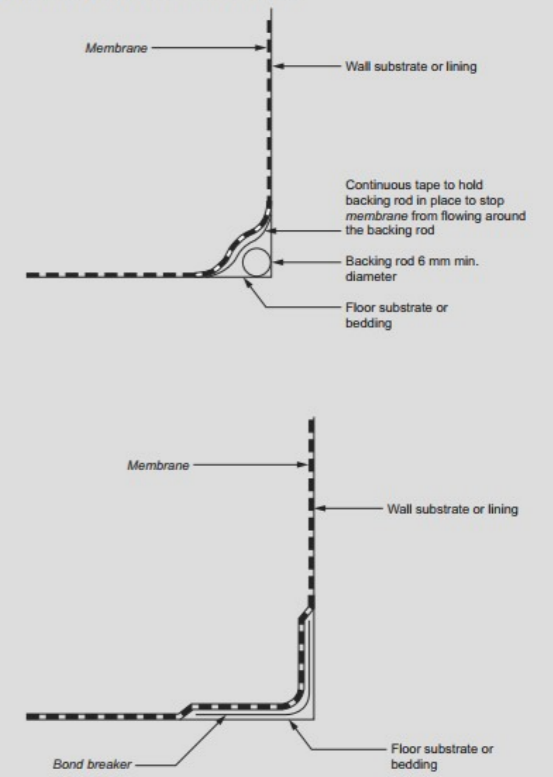 Membrane
Wall substrate or lining
Continuous tape to hold
backing rod in place to stop
membrane from flowing around
the backing rod
Backing rod 6 mm min.
diameter
Floor substrate or
bedding
Membrane
Wall substrate or lining
Floor substrate or
bedding
Bond breaker